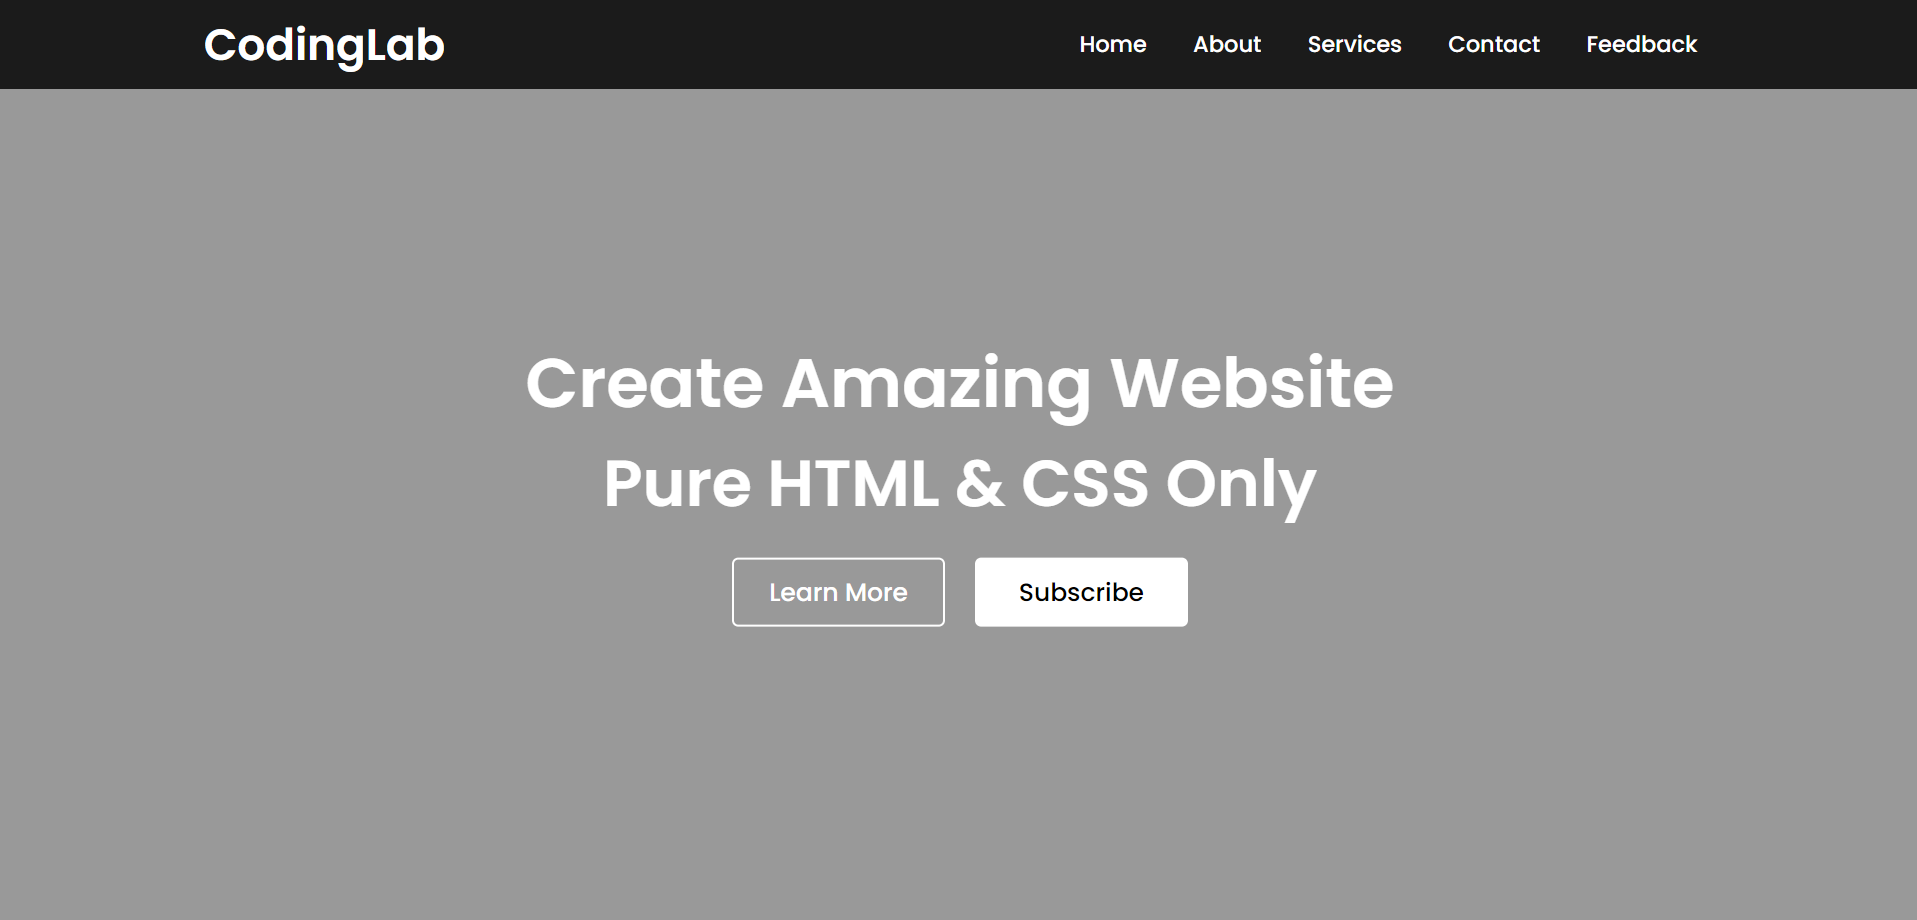 CodingLab
Home About Services Contact Feedback
Create Amazing Website
Pure HTML & CSS Only
Learn More Subscribe